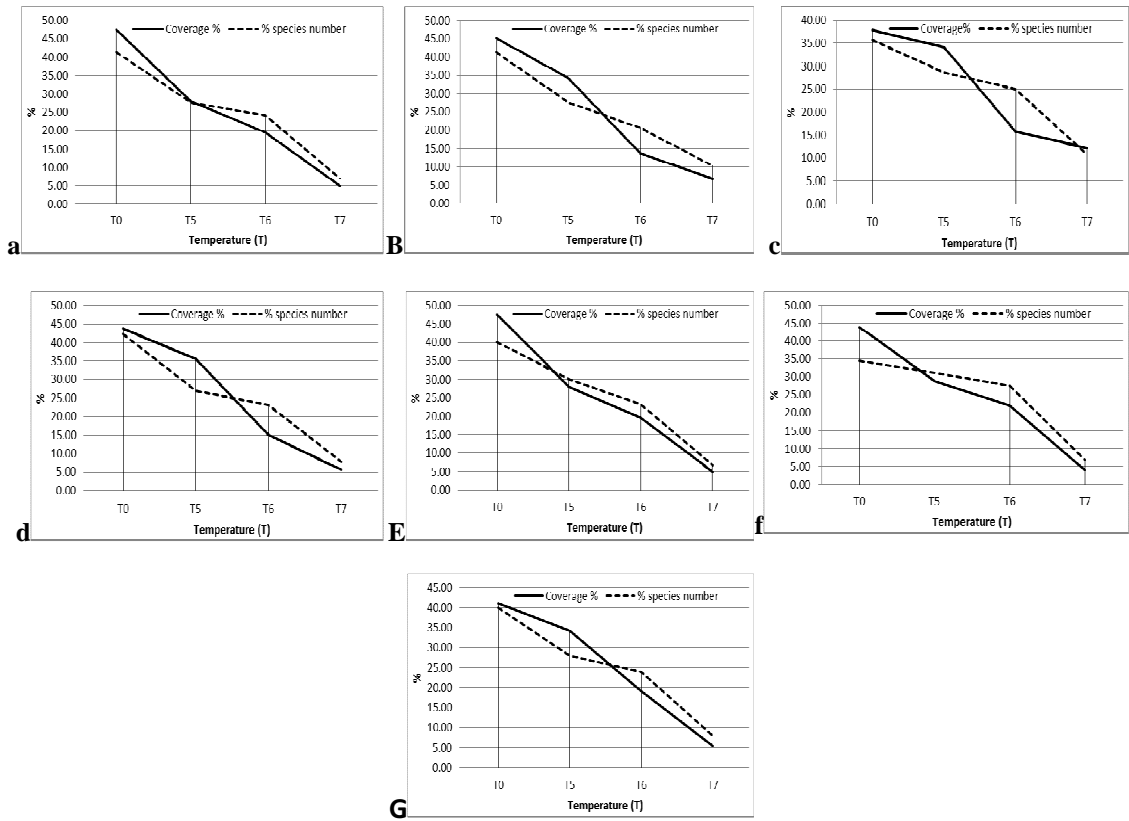 50.00
45.00
40.00
35.00
30.00
25.00
20.00
15.00
10.00
5.00
0.00
%
Coverage % % species number
T0 T5 T6 T7
Temperature (T)
a
50.00
45.00
40.00
35.00
30.00
25.00
20.00
15.00
10.00
5.00
0.00
%
Coverage % % species number
T0 T5 T6 T7
Temperature (T)
B
40.00
35.00
30.00
25.00
20.00
15.00
10.00
5.00
0.00
%
Coverage% % species number
T0 T5 T6 T7
Temperature (T)
c
50.00
45.00
40.00
35.00
30.00
25.00
20.00
15.00
10.00
5.00
0.00
%
Coverage % % species number
T0 T5 T6 T7
Temperature (T)
d
50.00
45.00
40.00
35.00
30.00
25.00
20.00
15.00
10.00
5.00
0.00
%
Coverage % % species number
T0 T5 T6 T7
Temperature (T)
E
50.00
45.00
40.00
35.00
30.00
25.00
20.00
15.00
10.00
5.00
0.00
%
Coverage % % species number
T0 T5 T6 T7
Temperature (T)
f
45.00
40.00
35.00
30.00
25.00
20.00
15.00
10.00
5.00
0.00
%
Coverage % % species number
T0 T5 T6 T7
Temperature (T)
G